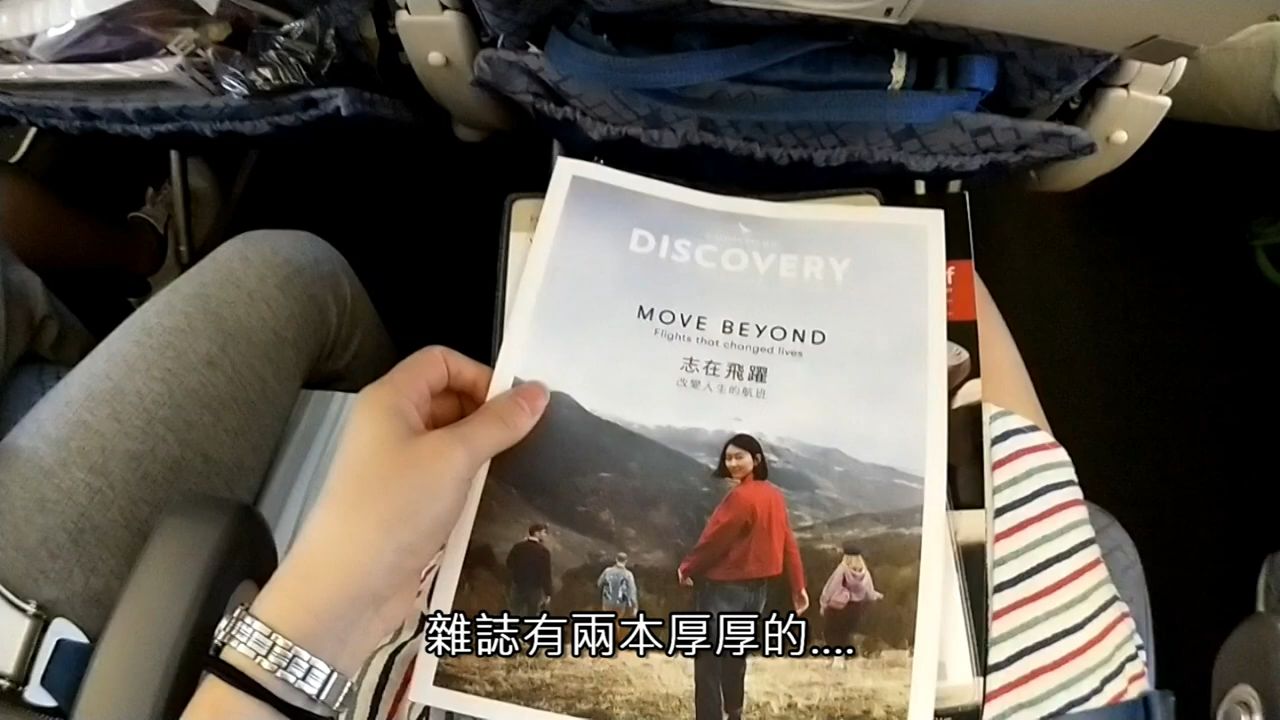 DISCOVERY
MOVE BEYOND
Flights that changed lives
志在飛躍
改變人生的航班
f
雜誌有兩本厚厚的....